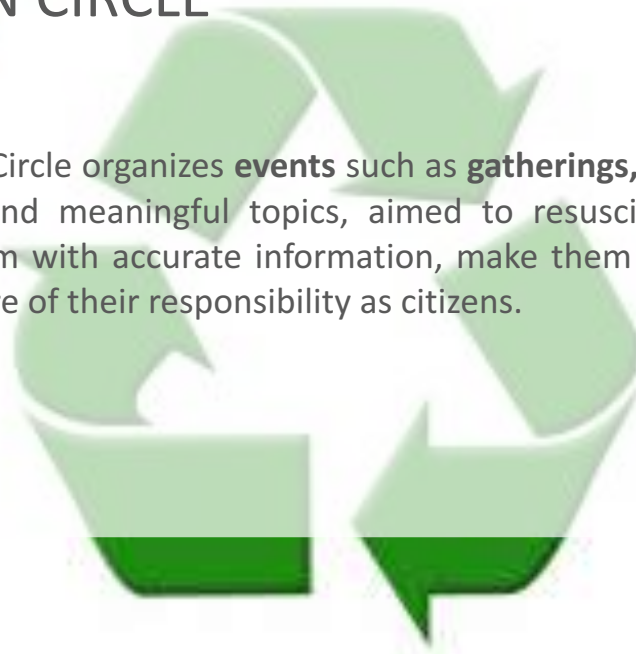 N CIRCLE
Circle organizes events such as gatherings,
nd meaningful topics, aimed to resusci
m with accurate information, make them
re of their responsibility as citizens.